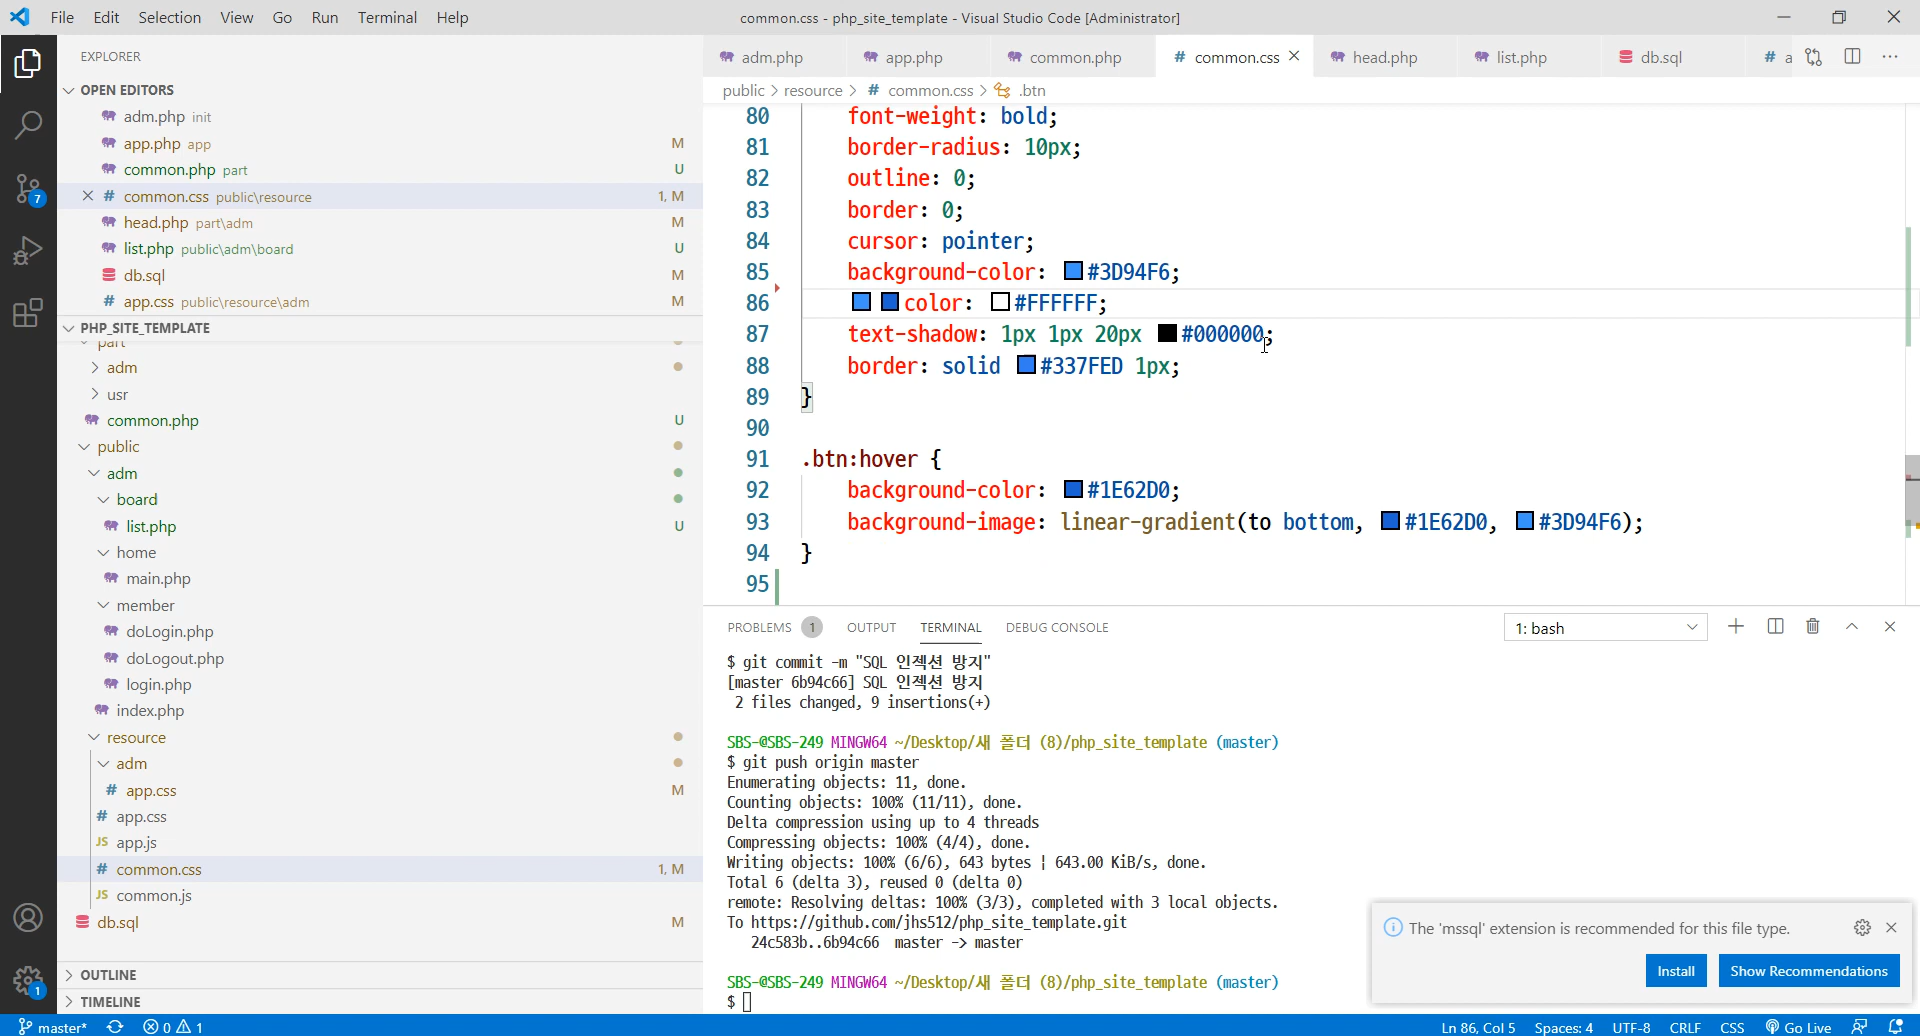 File Edit Selection View Go Run Terminal Help
common.css - php_site_template - Visual Studio Code [Administrator]
EXPLORER
OPEN EDITORS
adm.php init
app.php app M
common.php part U
common.css public\resource 1, M
head.php part\adm M
list.php public\adm\board U
db.sql M
app.css public\resource\adm M
PHP_SITE_TEMPLATE
part
adm
usr
common.php U
public
adm
board
list.php U
home
main.php
member
doLogin.php
doLogout.php
login.php
index.php
resource
adm
app.css M
app.css
JS app.js
common.css 1, M
JS common.js
db.sql M
OUTLINE
TIMELINE
7
1
adm.php app.php common.php # common.css head.php list.php db.sql # a
public > resource > # common.css > .btn
80 font-weight: bold;
81 border-radius: 10px;
82 outline: 0;
83 border: 0;
84 cursor: pointer;
85 background-color: #3D94F6;
86 color: #FFFFFF;
87 text-shadow: 1px 1px 20px #000000;
88 border: solid #337FED 1px;
89 }
90
91 .btn:hover {
92 background-color: #1E62D0;
93 background-image: linear-gradient(to bottom, #1E62D0, #3D94F6);
94 }
95
PROBLEMS 1 OUTPUT TERMINAL DEBUG CONSOLE 1: bash
$ git commit -m "SQL 인젝션 방지"
[master 6b94c66] SQL 인젝션 방지
2 files changed, 9 insertions(+)
SBS-@SBS-249 MINGW64 ~/Desktop/새 폴더 (8)/php_site_template (master)
$ git push origin master
Enumerating objects: 11, done.
Counting objects: 100% (11/11), done.
Delta compression using up to 4 threads
Compressing objects: 100% (4/4), done.
Writing objects: 100% (6/6), 643 bytes | 643.00 KiB/s, done.
Total 6 (delta 3), reused 0 (delta 0)
remote: Resolving deltas: 100% (3/3), completed with 3 local objects.
To https://github.com/jhs512/php_site_template.git
24c583b..6b94c66 master -> master
SBS-@SBS-249 MINGW64 ~/Desktop/새 폴더 (8)/php_site_template (master)
$
The 'mssql' extension is recommended for this file type.
Install Show Recommendations
master* 0 1 Ln 86, Col 5 Spaces: 4 UTF-8 CRLF CSS Go Live